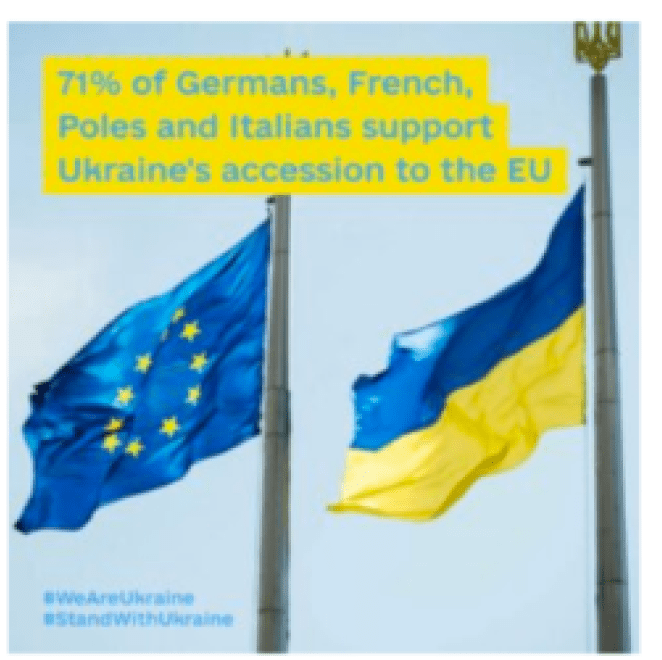 71% of Germans, French,
Poles and Italians support
Ukraine's accession to the EU
#WeAreUkraine
#StandWithUkraine